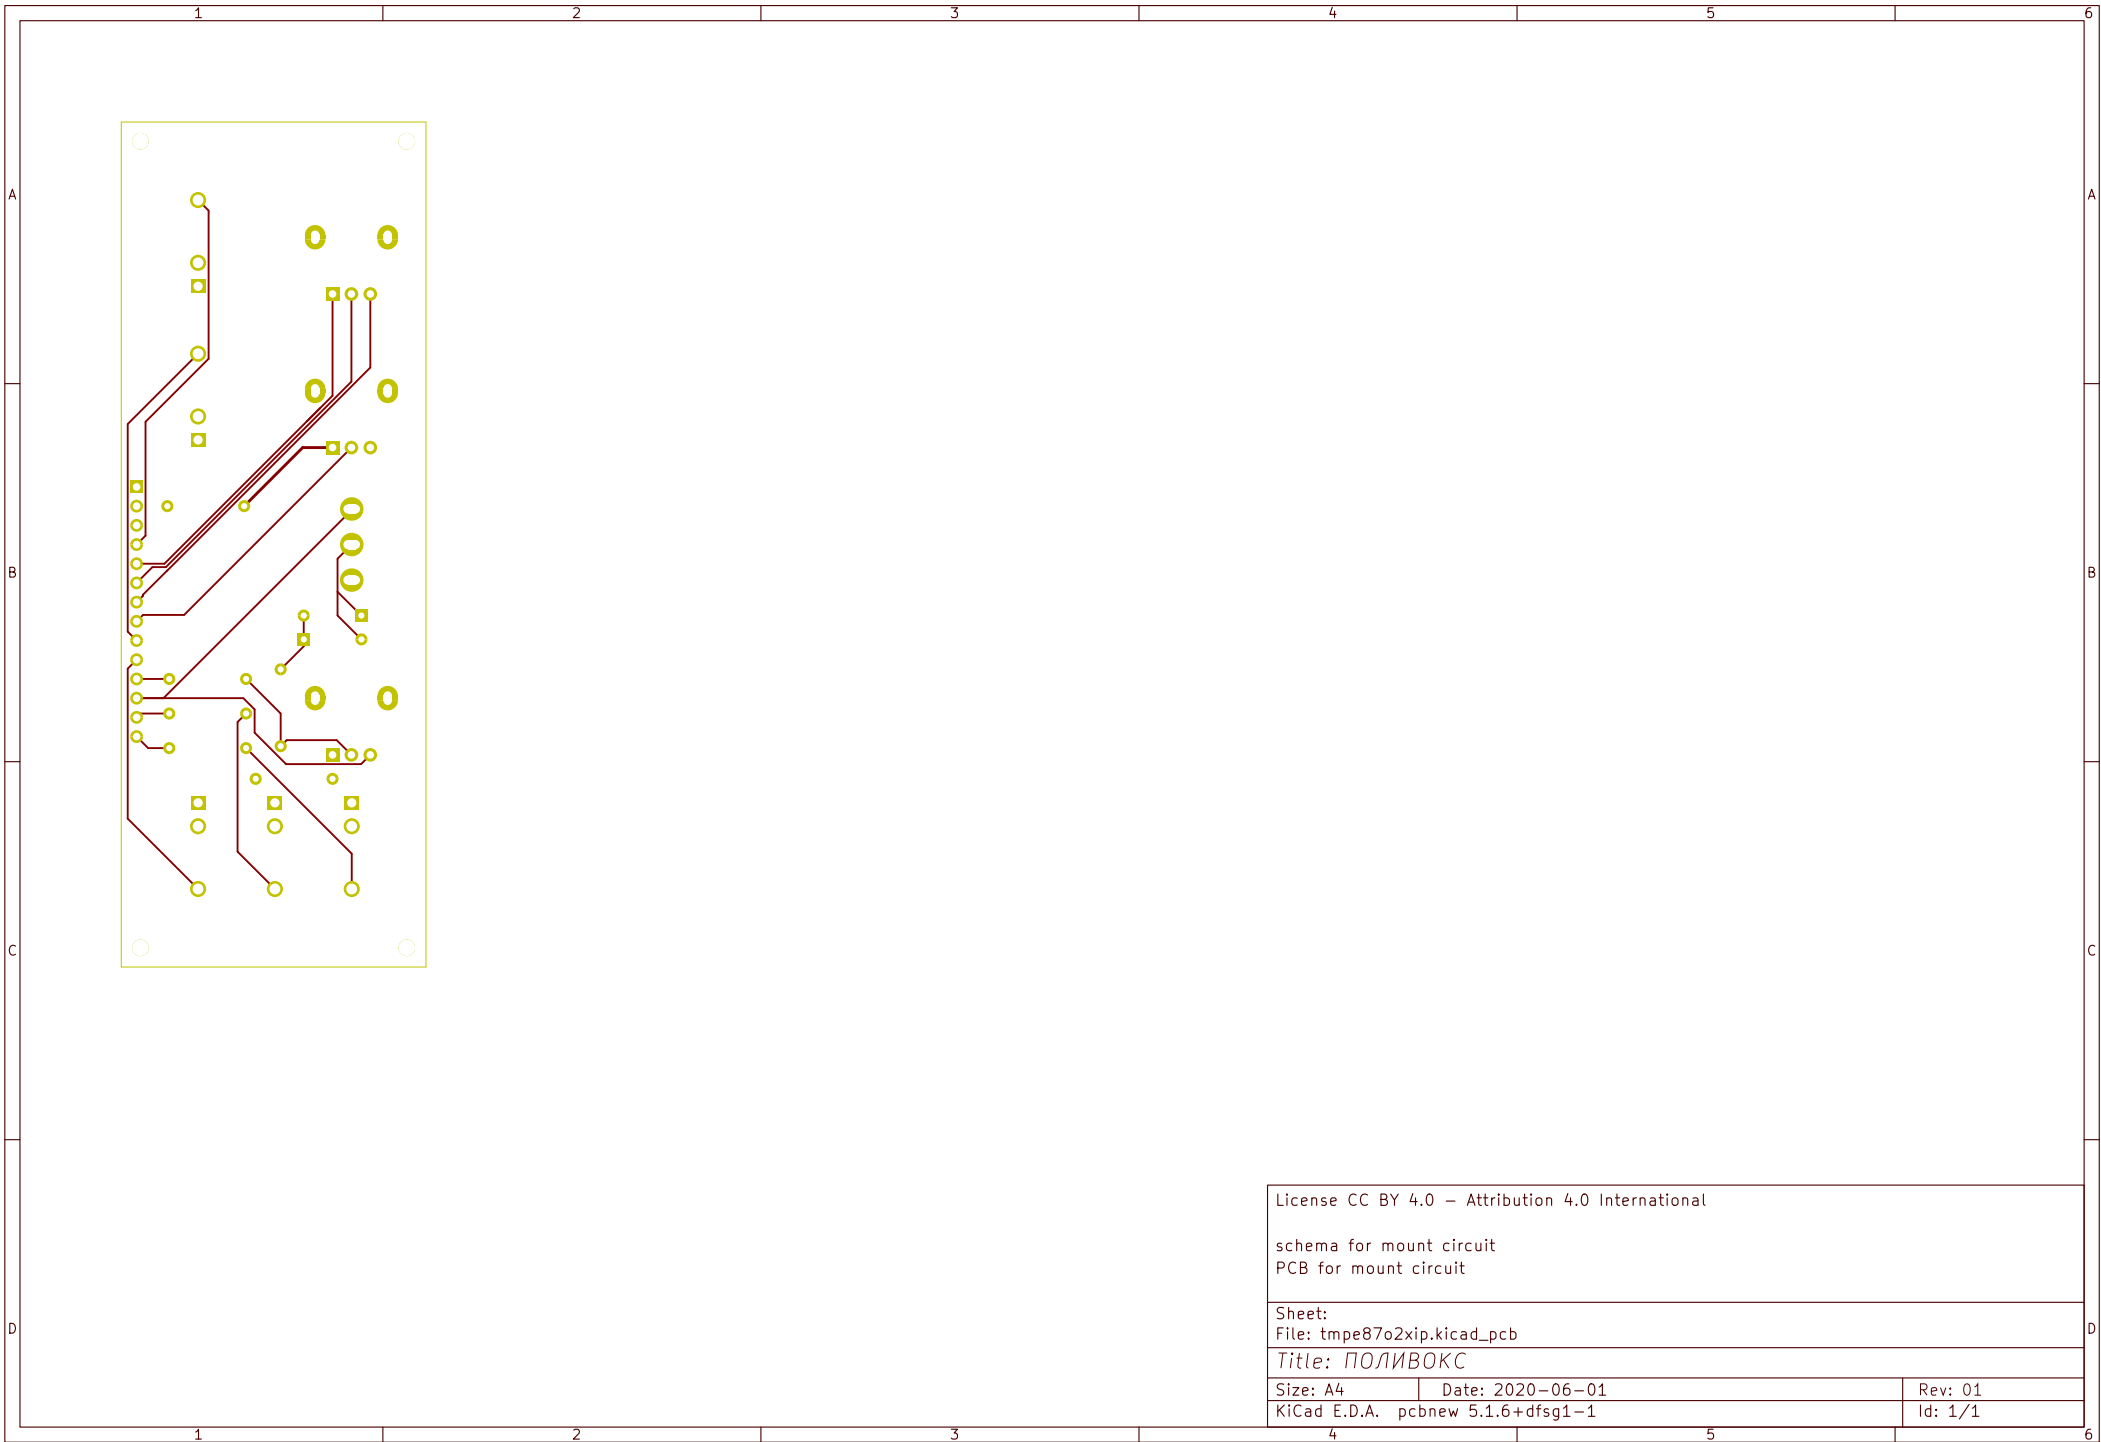 1 2 3 4 5 6
A A
B B
C C
License CC BY 4.0 – Attribution 4.0 International
schema for mount circuit
PCB for mount circuit
Sheet:
D D
File: tmpe87o2xip.kicad_pcb
Title: ПОЛИВОКС
Size: A4 Date: 2020-06-01 Rev: 01
KiCad E.D.A. pcbnew 5.1.6+dfsg1-1 Id: 1/1
1 2 3 4 5 6